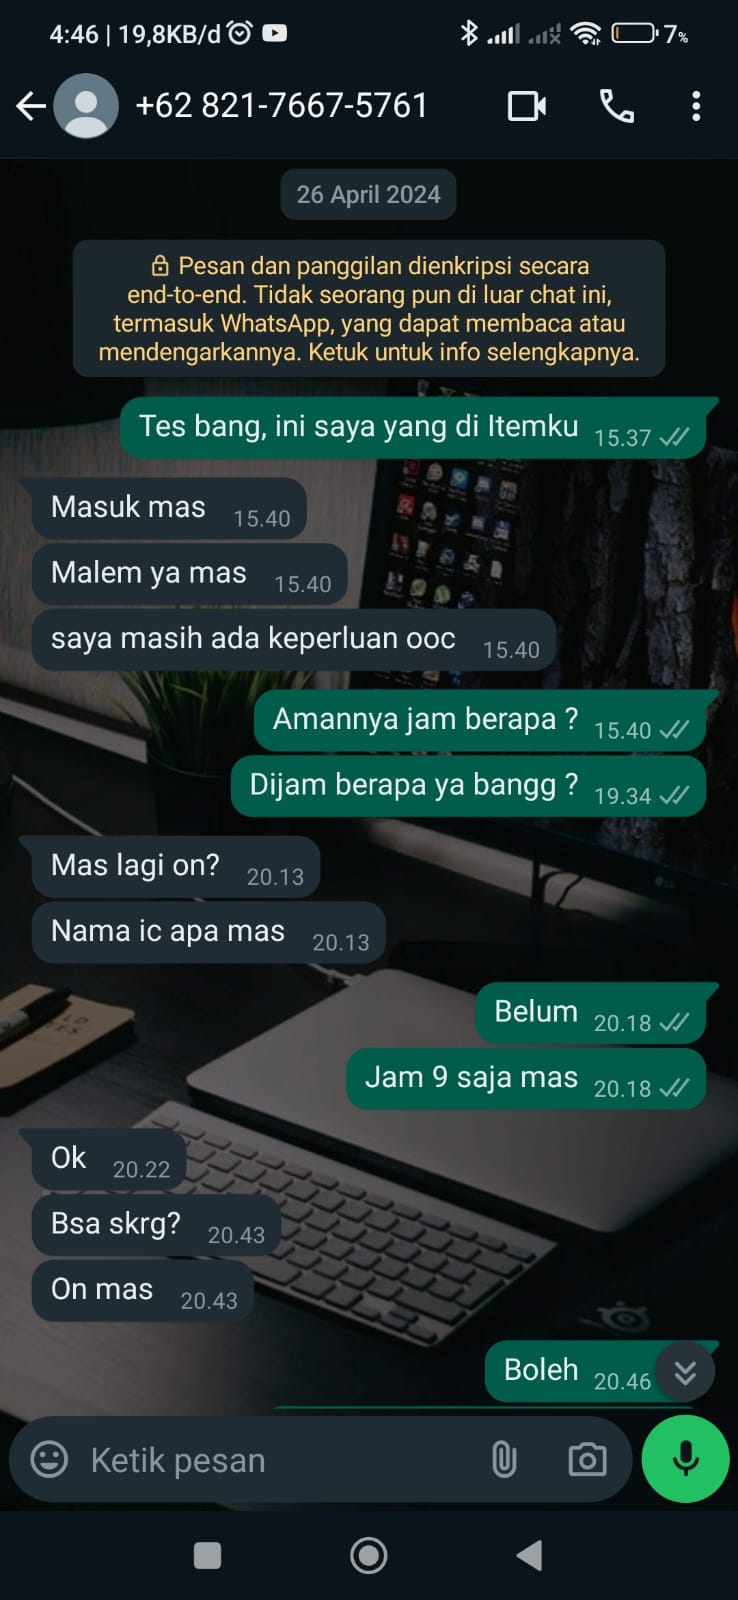 4:46 | 19,8KB/d
7%
+62 821-7667-5761
26 April 2024
Pesan dan panggilan dienkripsi secara
end-to-end. Tidak seorang pun di luar chat ini,
termasuk WhatsApp, yang dapat membaca atau
mendengarkannya. Ketuk untuk info selengkapnya.
Tes bang, ini saya yang di Itemku 15.37
Masuk mas 15.40
Malem ya mas 15.40
saya masih ada keperluan ooc 15.40
Amannya jam berapa ? 15.40
Dijam berapa ya bangg ? 19.34
Mas lagi on? 20.13
Nama ic apa mas 20.13
Belum 20.18
Jam 9 saja mas 20.18
Ok 20.22
Bsa skrg? 20.43
On mas 20.43
Boleh 20.46
Ketik pesan